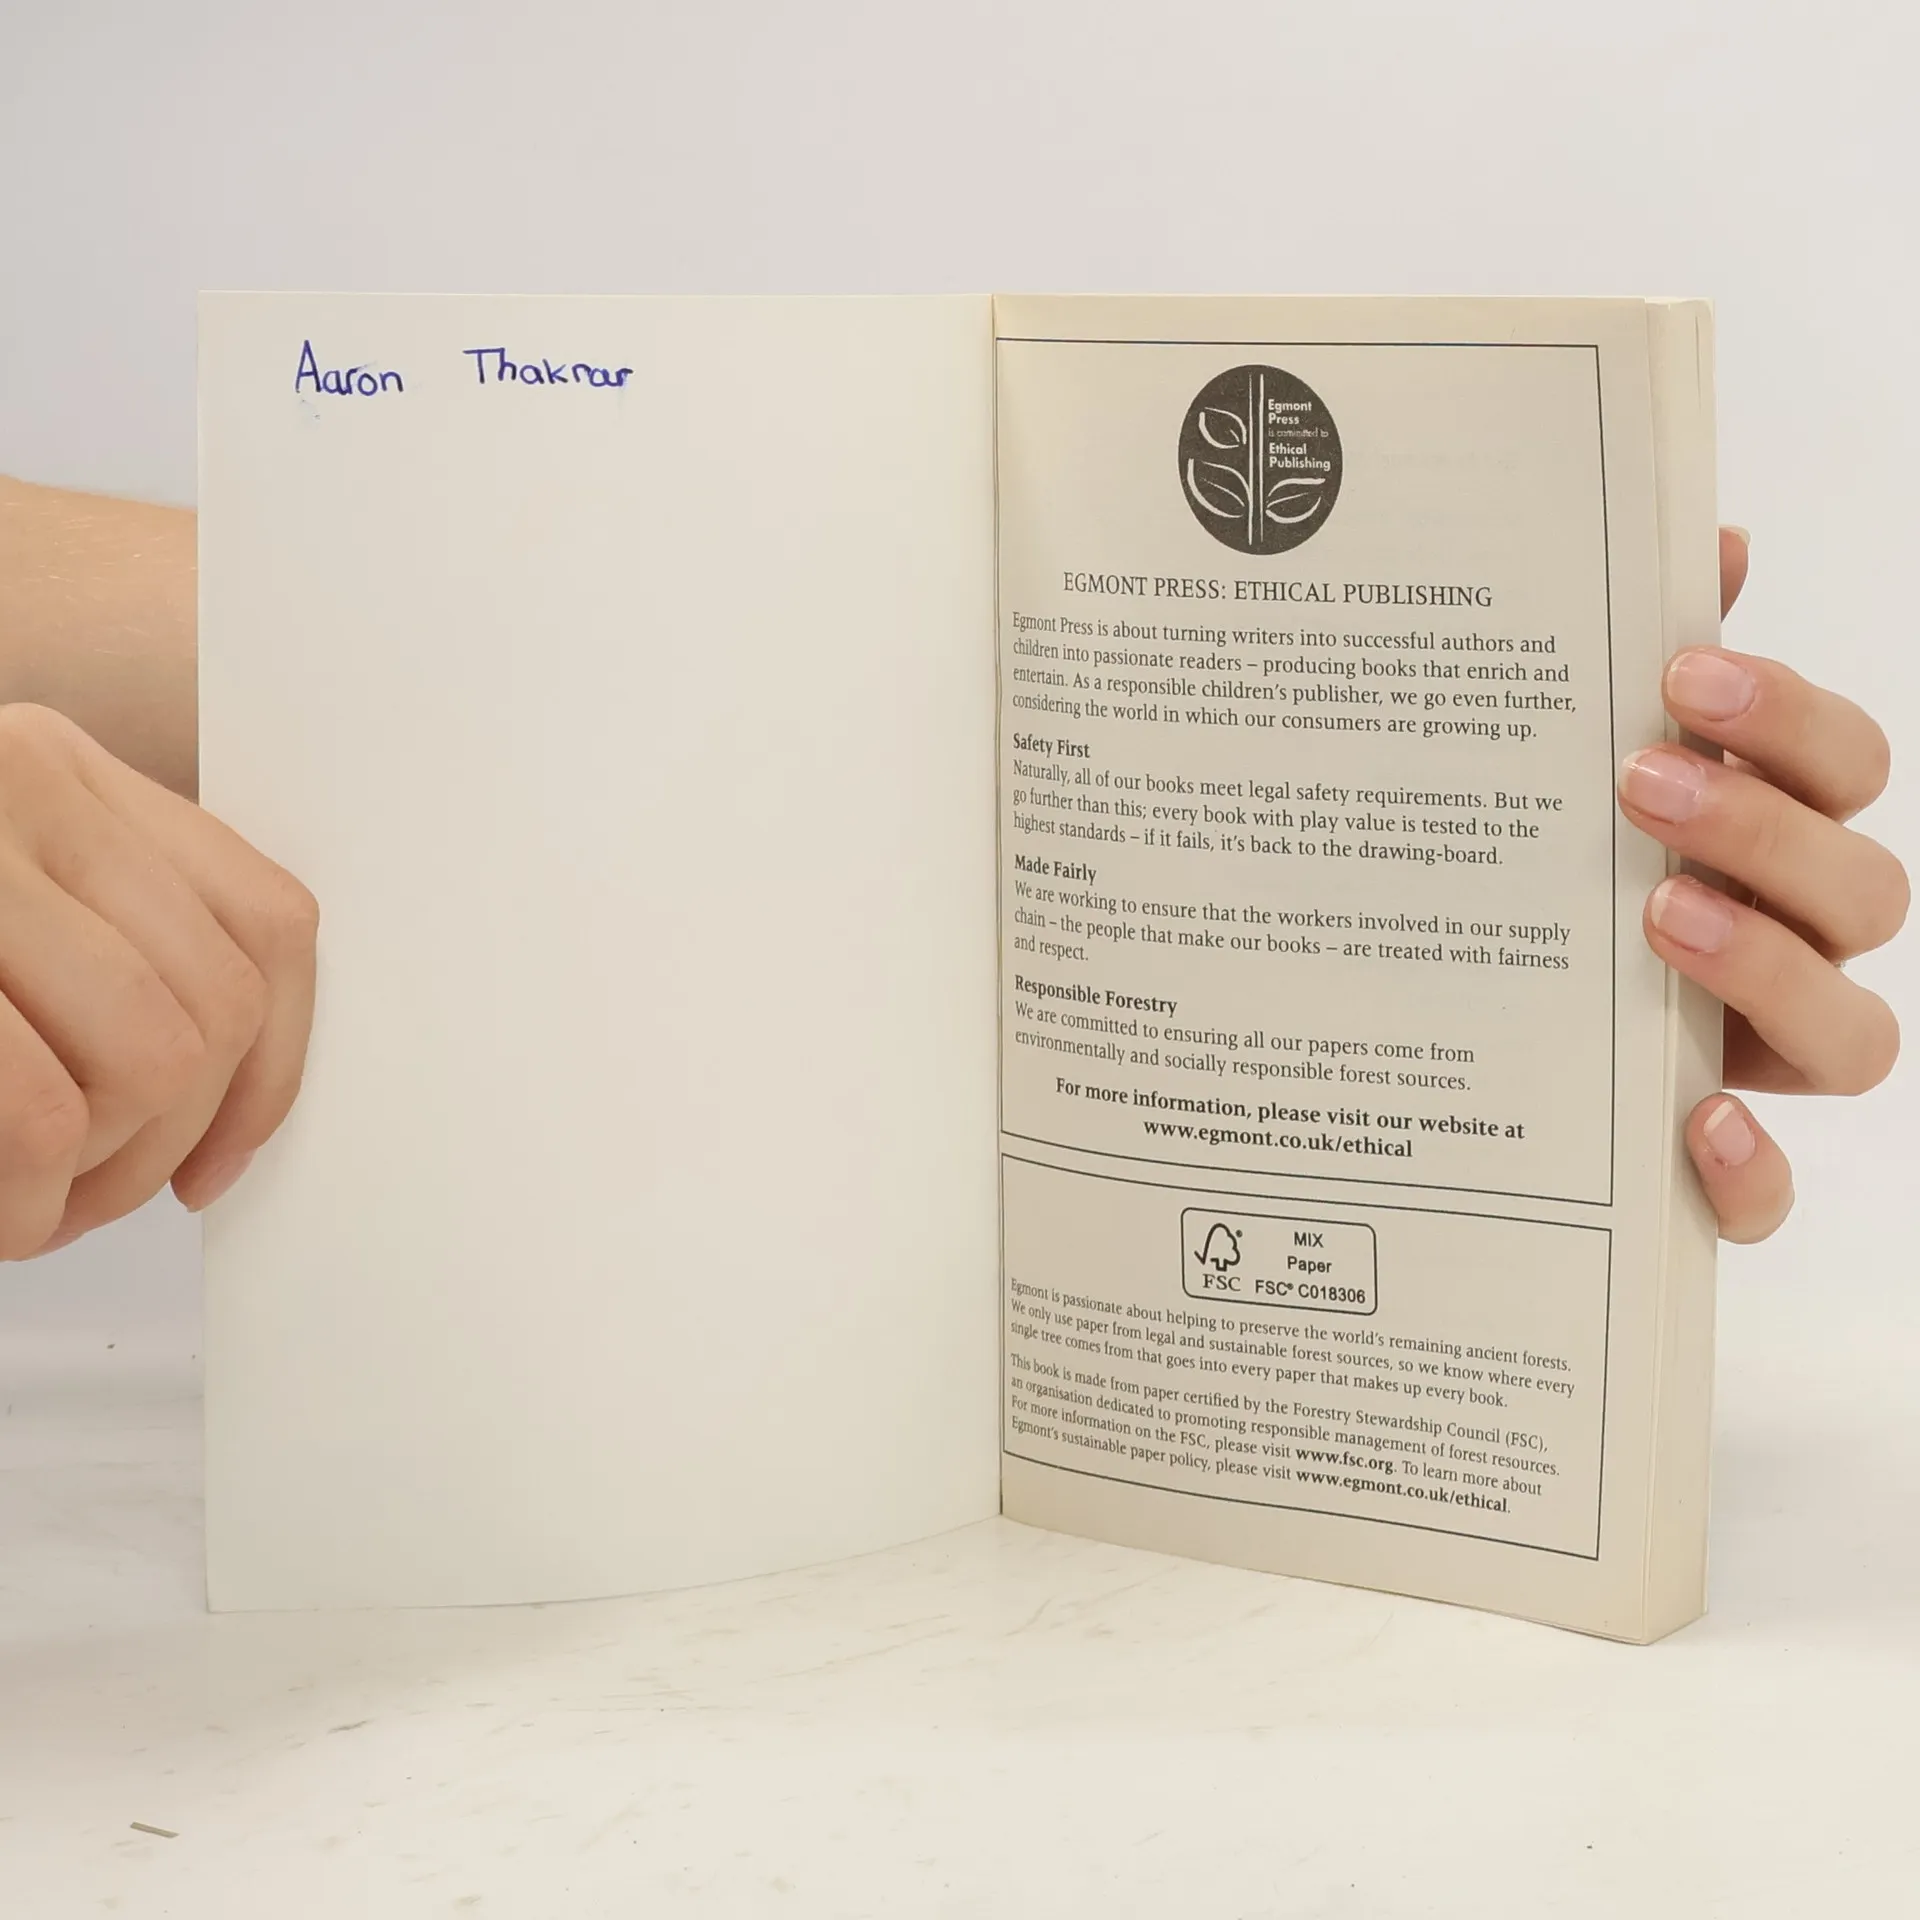 Aaron Thakrar
Egmont
Press
is committed to
Ethical
Publishing
EGMONT PRESS: ETHICAL PUBLISHING
Egmont Press is about turning writers into successful authors and
children into passionate readers – producing books that enrich and
entertain. As a responsible children's publisher, we go even further,
considering the world in which our consumers are growing up.
Safety First
Naturally, all of our books meet legal safety requirements. But we
go further than this; every book with play value is tested to the
highest standards – if it fails, it's back to the drawing-board.
Made Fairly
We are working to ensure that the workers involved in our supply
chain – the people that make our books – are treated with fairness
and respect.
Responsible Forestry
We are committed to ensuring all our papers come from
environmentally and socially responsible forest sources.
For more information, please visit our website at
www.egmont.co.uk/ethical
MIX
Paper
FSC FSC® C018306
Egmont is passionate about helping to preserve the world's remaining ancient forests.
We only use paper from legal and sustainable forest sources, so we know where every
single tree comes from that goes into every paper that makes up every book.
This book is made from paper certified by the Forestry Stewardship Council (FSC),
an organisation dedicated to promoting responsible management of forest resources.
For more information on the FSC, please visit www.fsc.org. To learn more about
Egmont's sustainable paper policy, please visit www.egmont.co.uk/ethical.